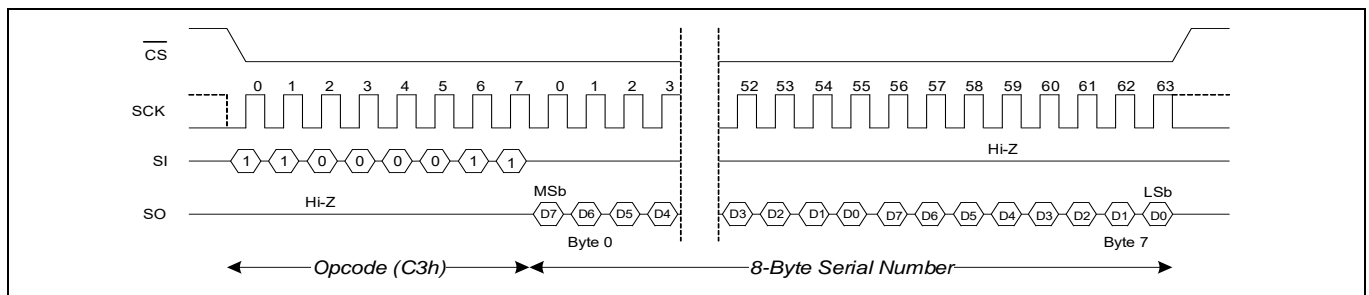 CS
0 1 2 3 4 5 6 7 0 1 2 3 52 53 54 55 56 57 58 59 60 61 62 63
SCK
Hi-Z
SI 1 1 0 0 0 0 1 1
MSb LSb
Hi-Z
SO D7 D6 D5 D4 D3 D2 D1 D0 D7 D6 D5 D4 D3 D2 D1 D0
Byte 0 Byte 7
Opcode (C3h) 8-Byte Serial Number